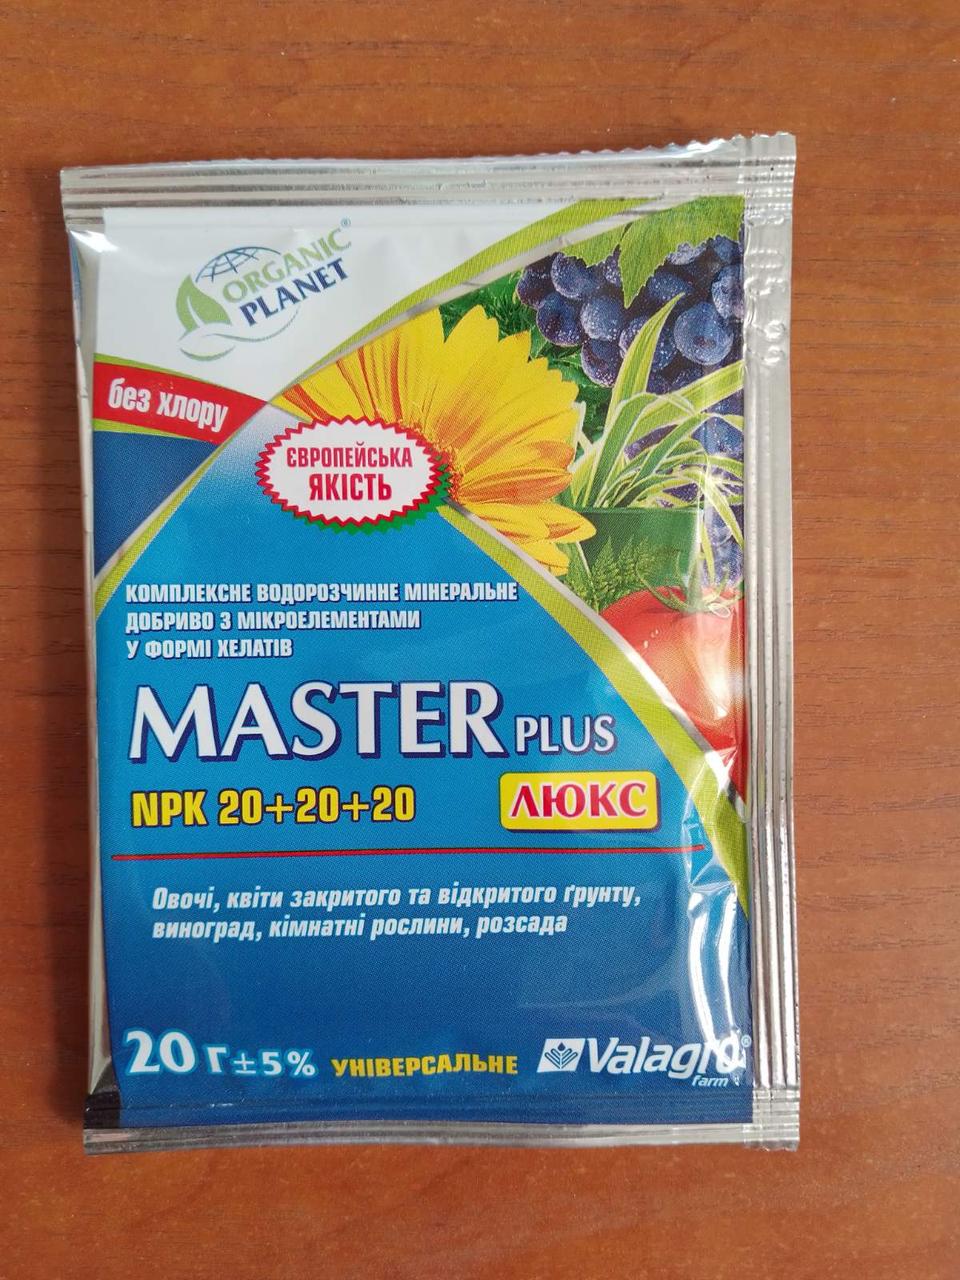 ORGANIC®
PLANET
без хлору
ЄВРОПЕЙСЬКА
ЯКІСТЬ
КОМПЛЕКСНЕ ВОДОРОЗЧИННЕ МІНЕРАЛЬНЕ
ДОБРИВО З МІКРОЕЛЕМЕНТАМИ
У ФОРМІ ХЕЛАТІВ
MASTER PLUS
NPK 20+20+20 ЛЮКС
Овочі, квіти закритого та відкритого ґрунту,
виноград, кімнатні рослини, розсада
20 г ± 5% УНІВЕРСАЛЬНЕ Valagro®
farm